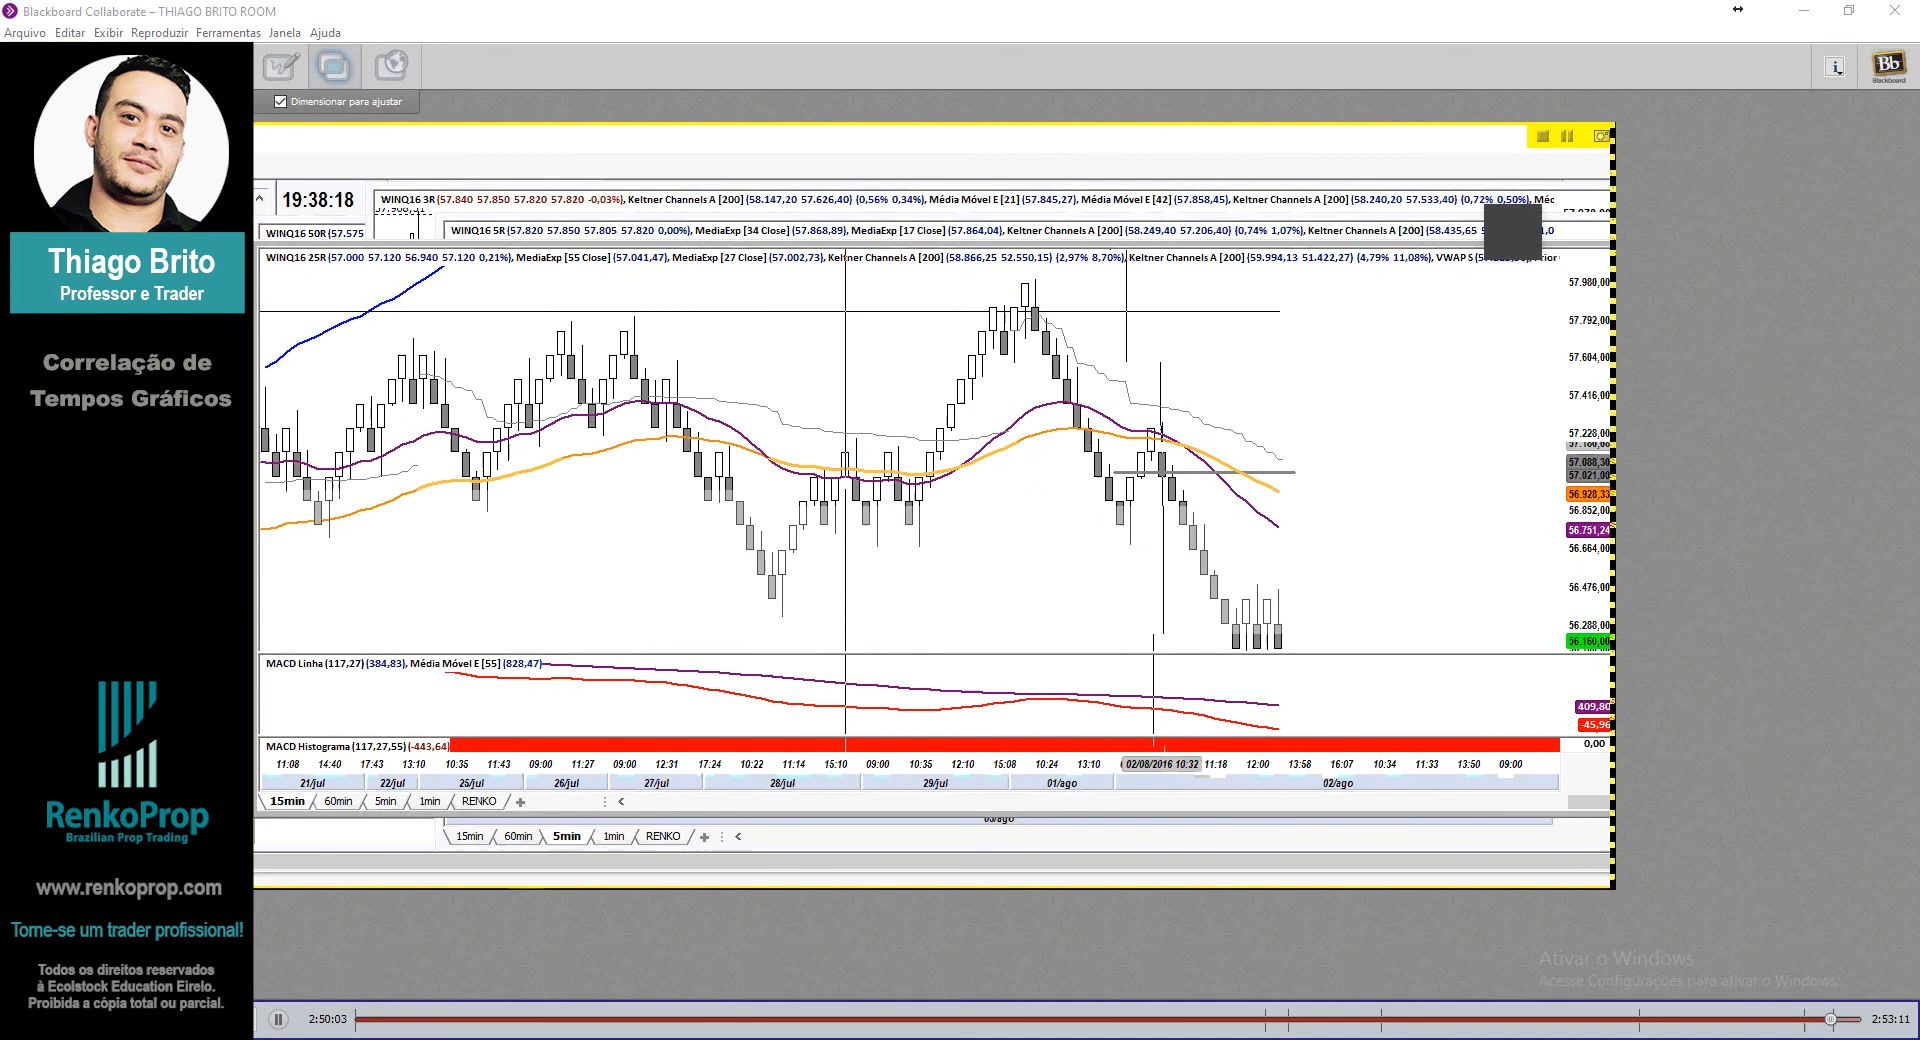 Blackboard Collaborate – THIAGO BRITO ROOM
Arquivo Editar Exibir Reproduzir Ferramentas Janela Ajuda
Bb
Blackboard
Dimensionar para ajustar
Thiago Brito
Professor e Trader
Correlação de
Tempos Gráficos
RenkoProp
Brazilian Prop Trading
www.renkoprop.com
Torne-se um trader profissional!
Todos os direitos reservados
à Ecolstock Education Eirelo.
Proibida a cópia total ou parcial.
19:38:18
WINQ16 3R (57.840 57.850 57.820 57.820 -0,03%), Keltner Channels A [200] (58.147,20 57.626,40) (0,56% 0,34%), Média Móvel E [21] (57.845,27), Média Móvel E [42] (57.858,45), Keltner Channels A [200] (58.240,20 57.533,40) (0,72% 0,50%), Méc
WINQ16 50R (57.575
WINQ16 5R (57.820 57.850 57.805 57.820 0,00%), MediaExp [34 Close] (57.868,89), MediaExp [17 Close] (57.864,04), Keltner Channels A [200] (58.249,40 57.206,40) (0,74% 1,07%), Keltner Channels A [200] (58.435,65
WINQ16 25R (57.000 57.120 56.940 57.120 0,21%), MediaExp [55 Close] (57.041,47), MediaExp [27 Close] (57.002,73), Keltner Channels A [200] (58.866,25 52.550,15) (2,97% 8,70%), Keltner Channels A [200] (59.994,13 51.422,27) (4,79% 11,08%), VWAP S
57.980,00
57.792,00
57.604,00
57.416,00
57.228,00
57.088,30
57.021,00
56.928,33
56.852,00
56.751,24
56.664,00
56.476,00
56.288,00
56.160,00
MACD Linha (117,27) (384,83), Média Móvel E [55] (828,47)
409,80
-45,96
MACD Histograma (117,27,55) (-443,64)
0,00
11:08 14:40 17:43 13:10 10:35 11:43 09:00 11:27 09:00 12:31 17:24 10:22 11:14 15:10 09:00 10:35 12:10 15:08 10:24 13:10 02/08/2016 10:32 11:18 12:00 13:58 16:07 10:34 11:33 13:50 09:00
21/jul 22/jul 25/jul 26/jul 27/jul 28/jul 29/jul 01/ago 02/ago
15min 60min 5min 1min RENKO
03/ago
15min 60min 5min 1min RENKO
Ativar o Windows
Acesse Configurações para ativar o Windows.
2:50:03
2:53:11